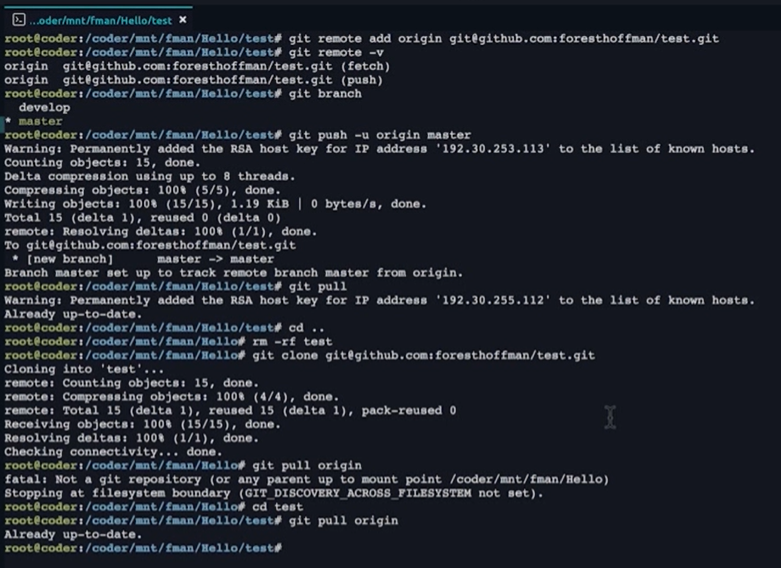 ...oder/mnt/fman/Hello/test ×
root@coder:/coder/mnt/fman/Hello/test# git remote add origin git@github.com:foresthoffman/test.git
root@coder:/coder/mnt/fman/Hello/test# git remote -v
origin  git@github.com:foresthoffman/test.git (fetch)
origin  git@github.com:foresthoffman/test.git (push)
root@coder:/coder/mnt/fman/Hello/test# git branch
  develop
* master
root@coder:/coder/mnt/fman/Hello/test# git push -u origin master
Warning: Permanently added the RSA host key for IP address '192.30.253.113' to the list of known hosts.
Counting objects: 15, done.
Delta compression using up to 8 threads.
Compressing objects: 100% (5/5), done.
Writing objects: 100% (15/15), 1.19 KiB | 0 bytes/s, done.
Total 15 (delta 1), reused 0 (delta 0)
remote: Resolving deltas: 100% (1/1), done.
To git@github.com:foresthoffman/test.git
 * [new branch]      master -> master
Branch master set up to track remote branch master from origin.
root@coder:/coder/mnt/fman/Hello/test# git pull
Warning: Permanently added the RSA host key for IP address '192.30.255.112' to the list of known hosts.
Already up-to-date.
root@coder:/coder/mnt/fman/Hello/test# cd ..
root@coder:/coder/mnt/fman/Hello# rm -rf test
root@coder:/coder/mnt/fman/Hello# git clone git@github.com:foresthoffman/test.git
Cloning into 'test'...
remote: Counting objects: 15, done.
remote: Compressing objects: 100% (4/4), done.
remote: Total 15 (delta 1), reused 15 (delta 1), pack-reused 0
Receiving objects: 100% (15/15), done.
Resolving deltas: 100% (1/1), done.
Checking connectivity... done.
root@coder:/coder/mnt/fman/Hello# git pull origin
fatal: Not a git repository (or any parent up to mount point /coder/mnt/fman/Hello)
Stopping at filesystem boundary (GIT_DISCOVERY_ACROSS_FILESYSTEM not set).
root@coder:/coder/mnt/fman/Hello# cd test
root@coder:/coder/mnt/fman/Hello/test# git pull origin
Already up-to-date.
root@coder:/coder/mnt/fman/Hello/test#